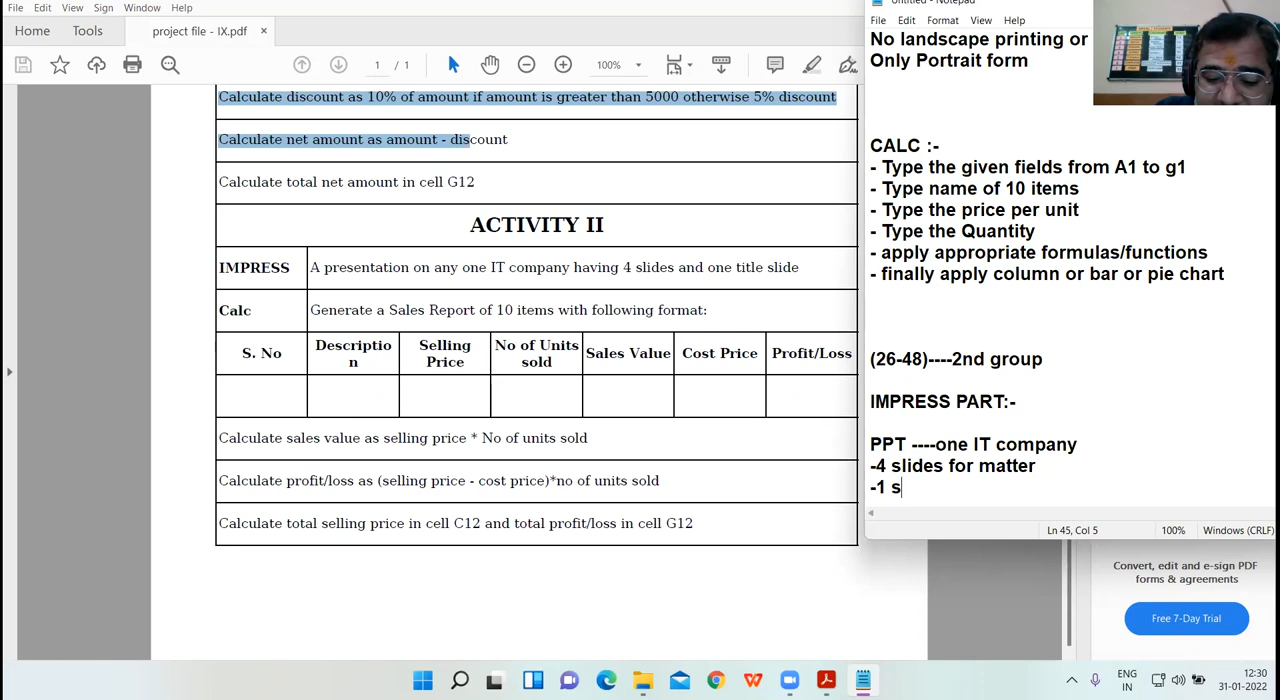 File Edit View Sign Window Help
Home Tools project file - IX.pdf ×
1 / 1 100%
Calculate discount as 10% of amount if amount is greater than 5000 otherwise 5% discount
Calculate net amount as amount - discount
Calculate total net amount in cell G12
ACTIVITY II
IMPRESS A presentation on any one IT company having 4 slides and one title slide
Calc Generate a Sales Report of 10 items with following format:
S. No Descriptio n Selling Price No of Units sold Sales Value Cost Price Profit/Loss
Calculate sales value as selling price * No of units sold
Calculate profit/loss as (selling price - cost price)*no of units sold
Calculate total selling price in cell C12 and total profit/loss in cell G12
Untitled - Notepad
File Edit Format View Help
No landscape printing or
Only Portrait form
CALC :-
- Type the given fields from A1 to g1
- Type name of 10 items
- Type the price per unit
- Type the Quantity
- apply appropriate formulas/functions
- finally apply column or bar or pie chart
(26-48)----2nd group
IMPRESS PART:-
PPT ----one IT company
-4 slides for matter
-1 s
Ln 45, Col 5 100% Windows (CRLF)
Convert, edit and e-sign PDF
forms & agreements
Free 7-Day Trial
ENG
IN
12:30
31-01-2022